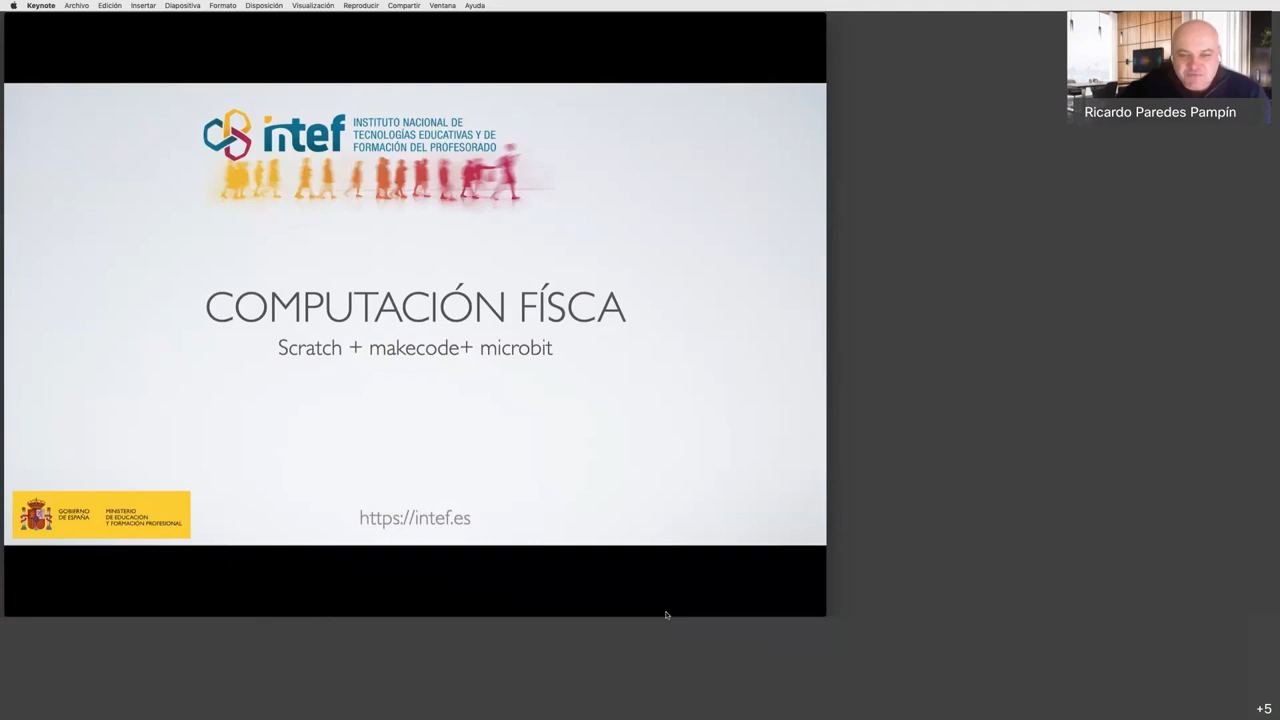 Keynote Archivo Edición Insertar Diapositiva Formato Disposición Visualización Reproducir Compartir Ventana Ayuda
Ricardo Paredes Pampín
intef
INSTITUTO NACIONAL DE
TECNOLOGÍAS EDUCATIVAS Y DE
FORMACIÓN DEL PROFESORADO
COMPUTACIÓN FÍSCA
Scratch + makecode+ microbit
GOBIERNO
DE ESPAÑA
MINISTERIO
DE EDUCACIÓN
Y FORMACIÓN PROFESIONAL
https://intef.es
+5